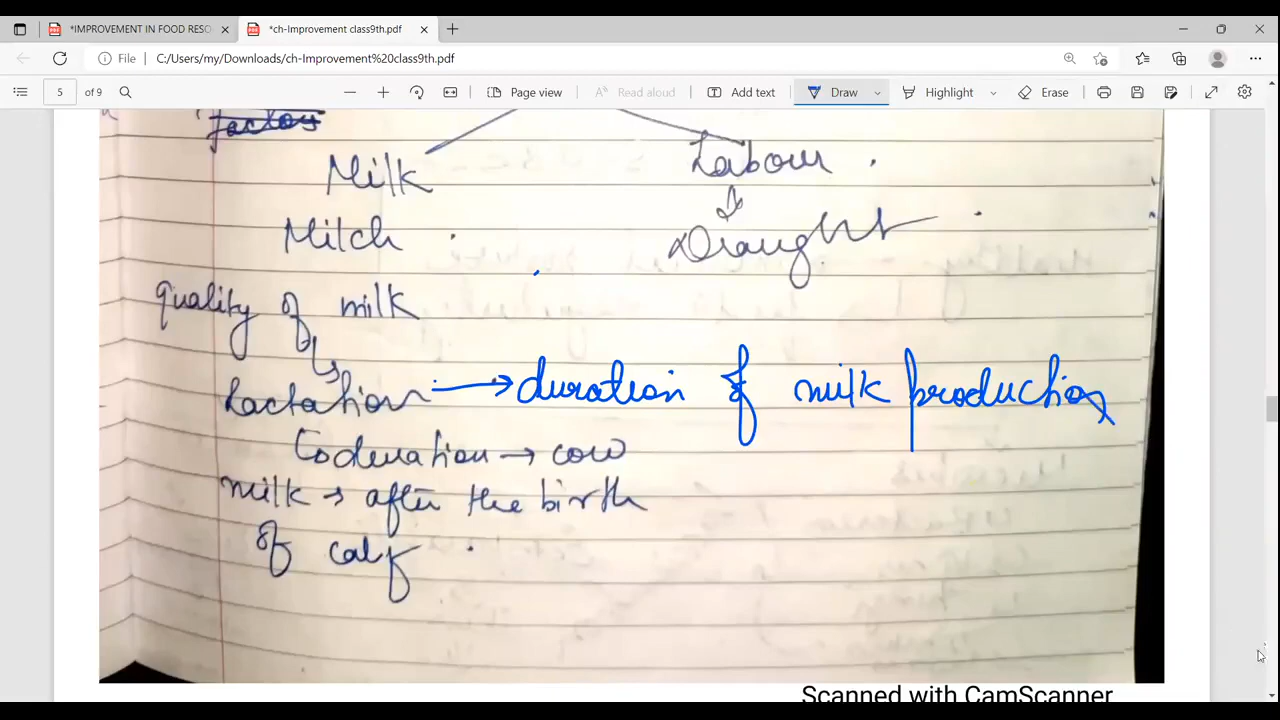 *IMPROVEMENT IN FOOD RESO
*ch-Improvement class9th.pdf
File C:/Users/my/Downloads/ch-Improvement%20class9th.pdf
5 of 9 Page view Read aloud Add text Draw Highlight Erase
factors
Milk Labour
Milch Draught
quality of milk
Lactation → duration of milk production
→ cow
milk → after the birth
of calf
Scanned with CamScanner